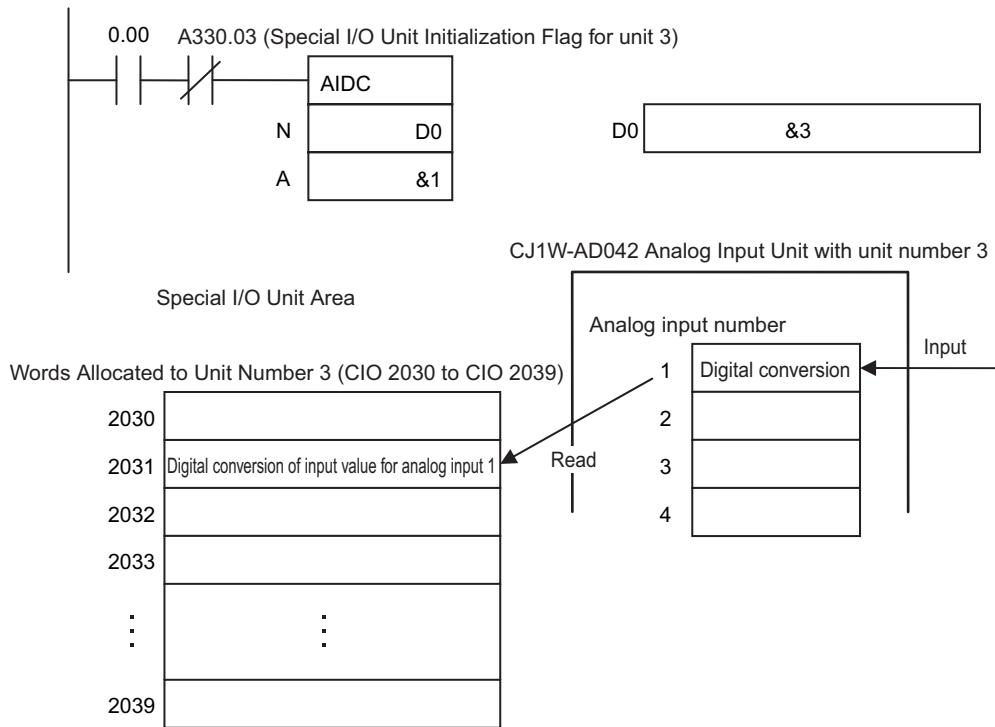 0.00 A330.03 (Special I/O Unit Initialization Flag for unit 3)
AIDC
N D0
A &1
D0 &3
CJ1W-AD042 Analog Input Unit with unit number 3
Special I/O Unit Area
Analog input number
Input
Words Allocated to Unit Number 3 (CIO 2030 to CIO 2039)
1 Digital conversion
2030
2
2031 Digital conversion of input value for analog input 1
Read
3
2032
4
2033
⋮ ⋮
2039